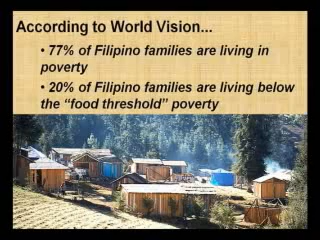 According to World Vision...
• 77% of Filipino families are living in
poverty
• 20% of Filipino families are living below
the “food threshold” poverty